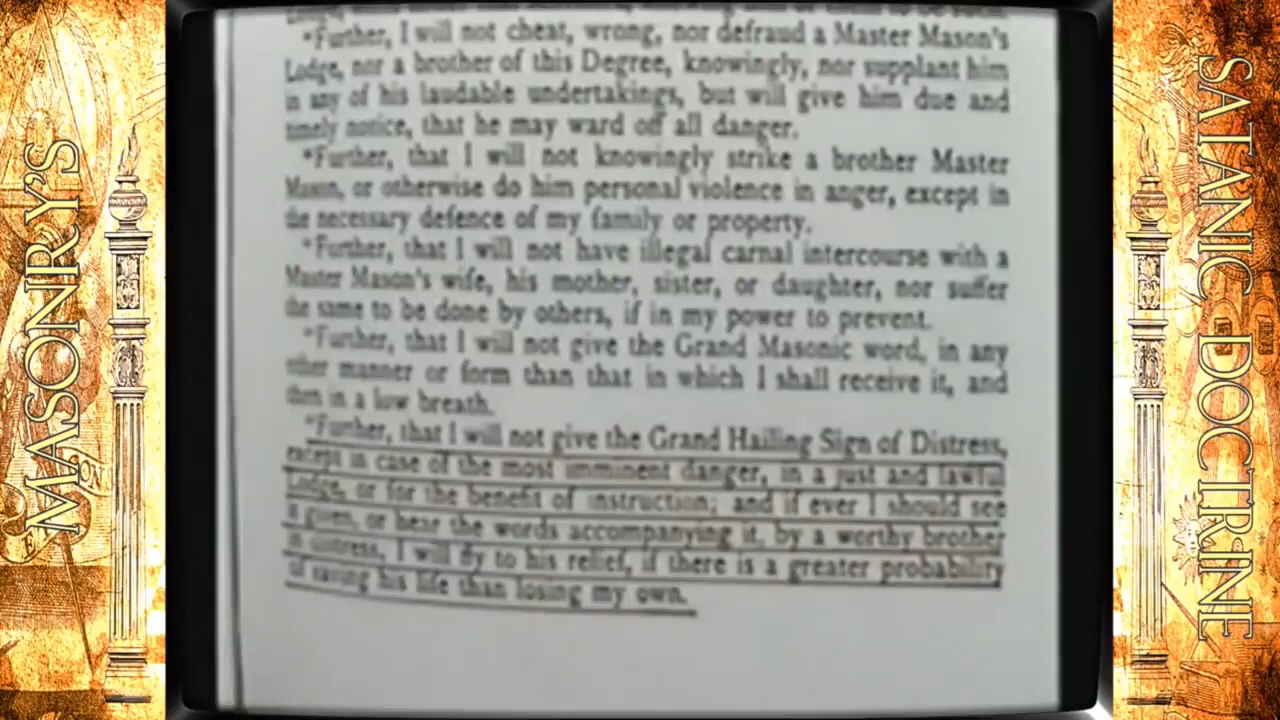 MASONRY'S
"Further, I will not cheat, wrong, nor defraud a Master Mason's
Lodge, nor a brother of this Degree, knowingly, nor supplant him
in any of his laudable undertakings, but will give him due and
timely notice, that he may ward off all danger.
"Further, that I will not knowingly strike a brother Master
Mason, or otherwise do him personal violence in anger, except in
the necessary defence of my family or property.
"Further, that I will not have illegal carnal intercourse with a
Master Mason's wife, his mother, sister, or daughter, nor suffer
the same to be done by others, if in my power to prevent.
"Further, that I will not give the Grand Masonic word, in any
other manner or form than that in which I shall receive it, and
then in a low breath.
"Further, that I will not give the Grand Hailing Sign of Distress,
except in case of the most imminent danger, in a just and lawful
Lodge, or for the benefit of instruction; and if ever I should see
it given, or hear the words accompanying it, by a worthy brother
in distress, I will fly to his relief, if there is a greater probability
of saving his life than losing my own.
SATANIC DOCTRINE